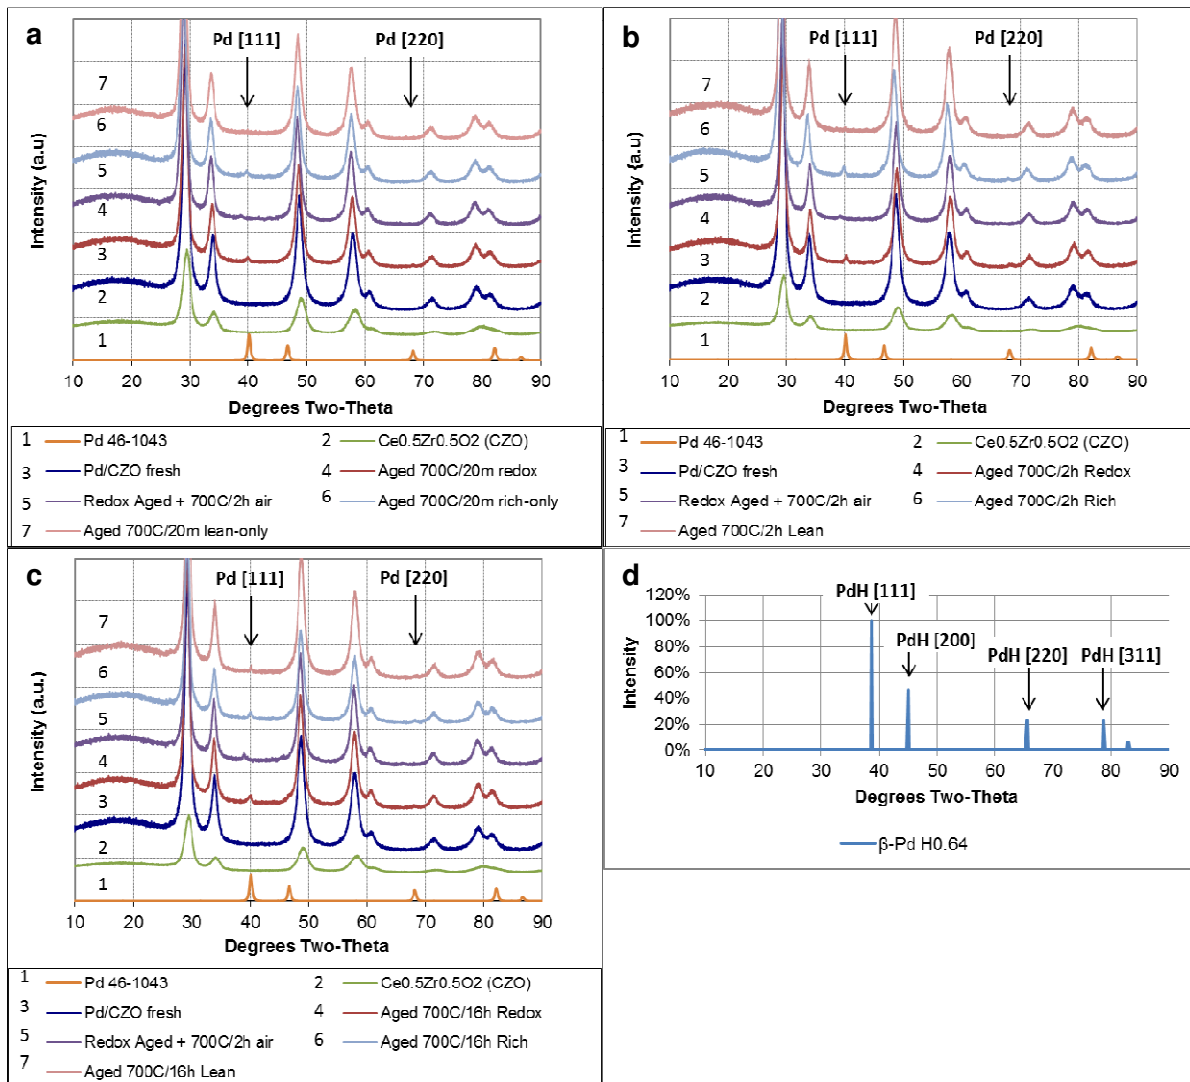 a
Pd [111]
Pd [220]
Intensity (a.u)
7
6
5
4
3
2
1
10 20 30 40 50 60 70 80 90
Degrees Two-Theta
1 Pd 46-1043
2 Ce0.5Zr0.5O2 (CZO)
3 Pd/CZO fresh
4 Aged 700C/20m redox
5 Redox Aged + 700C/2h air
6 Aged 700C/20m rich-only
7 Aged 700C/20m lean-only
b
Pd [111]
Pd [220]
Intensity (a.u)
7
6
5
4
3
2
1
10 20 30 40 50 60 70 80 90
Degrees Two-Theta
1 Pd 46-1043
2 Ce0.5Zr0.5O2 (CZO)
3 Pd/CZO fresh
4 Aged 700C/2h Redox
5 Redox Aged + 700C/2h air
6 Aged 700C/2h Rich
7 Aged 700C/2h Lean
c
Pd [111]
Pd [220]
Intensity (a.u.)
7
6
5
4
3
2
1
10 20 30 40 50 60 70 80 90
Degrees Two-Theta
1 Pd 46-1043
2 Ce0.5Zr0.5O2 (CZO)
3 Pd/CZO fresh
4 Aged 700C/16h Redox
5 Redox Aged + 700C/2h air
6 Aged 700C/16h Rich
7 Aged 700C/16h Lean
d
PdH [111]
PdH [200]
PdH [220]
PdH [311]
Intensity
120%
100%
80%
60%
40%
20%
0%
10 20 30 40 50 60 70 80 90
Degrees Two-Theta
β-Pd H0.64